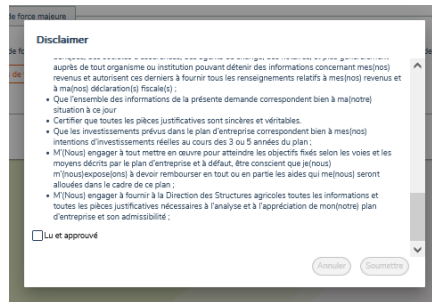 de force majeure
Disclaimer
auprès de tout organisme ou institution pouvant détenir des informations concernant mes(nos)
revenus et autorisent ces derniers à fournir tous les renseignements relatifs à mes(nos) revenus et
à ma(nos) déclaration(s) fiscale(s) ;
• Que l'ensemble des informations de la présente demande correspondent bien à ma(notre)
situation à ce jour
• Certifier que toutes les pièces justificatives sont sincères et véritables.
• Que les investissements prévus dans le plan d'entreprise correspondent bien à mes(nos)
intentions d'investissements réelles au cours des 3 ou 5 années du plan ;
• M'(Nous) engager à tout mettre en œuvre pour atteindre les objectifs fixés selon les voies et les
moyens décrits par le plan d'entreprise et à défaut, être conscient que je(nous)
m'(nous)expose(ons) à devoir rembourser en tout ou en partie les aides qui me(nous) seront
allouées dans le cadre de ce plan ;
• M'(Nous) engager à fournir à la Direction des Structures agricoles toutes les informations et
toutes les pièces justificatives nécessaires à l'analyse et à l'appréciation de mon(notre) plan
d'entreprise et son admissibilité ;
Lu et approuvé
Annuler Soumettre